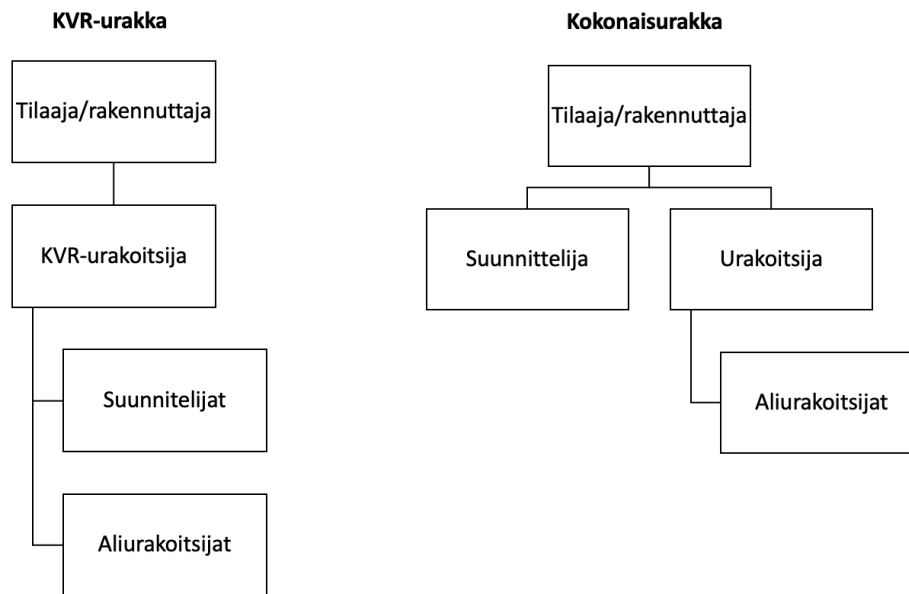 KVR-urakka
Tilaaja/rakennuttaja
KVR-urakoitsija
Suunnitelijat
Aliurakoitsijat
Kokonaisurakka
Tilaaja/rakennuttaja
Suunnittelija
Urakoitsija
Aliurakoitsijat